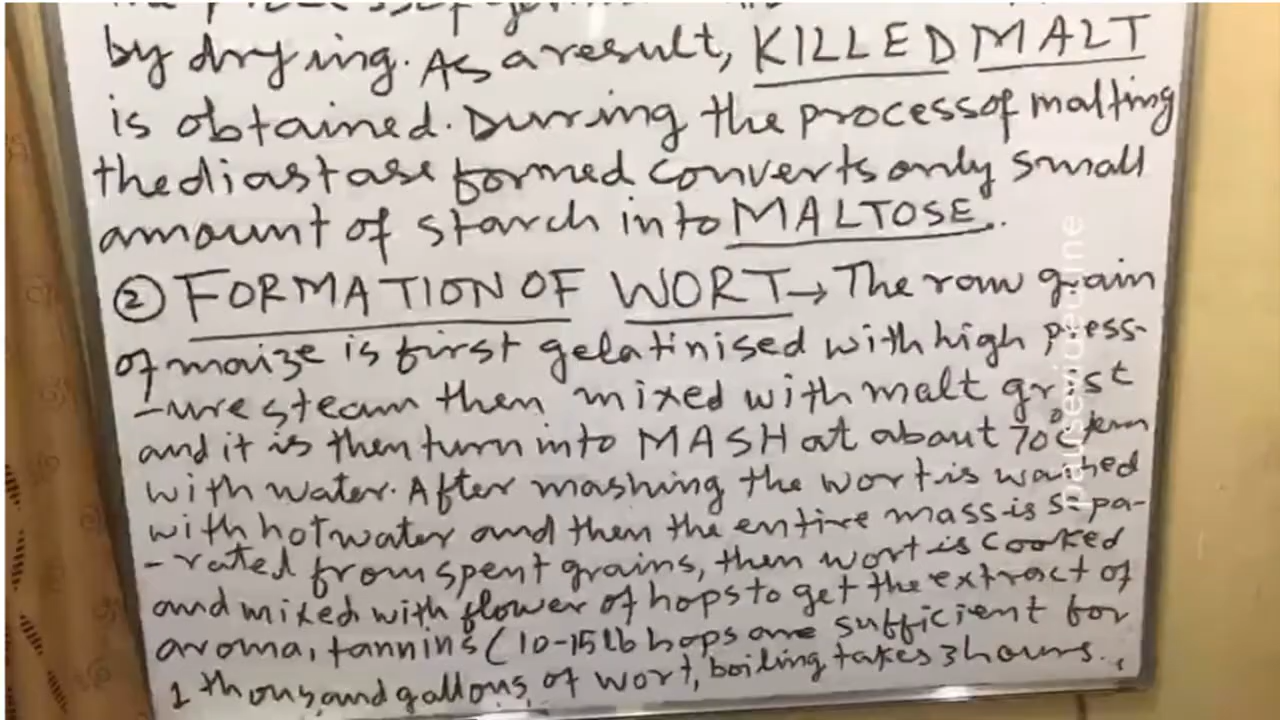 by drying. As a result, KILLED MALT
is obtained. During the process of malting
the diastase formed converts only small
amount of starch into MALTOSE.
② FORMATION OF WORT → The raw grain
of maize is first gelatinised with high press-
-ure steam then mixed with malt grist
and it is then turn into MASH at about 70°C tem
with water. After mashing the wort is washed
with hot water and then the entire mass is sepa-
-rated from spent grains, then wort is cooked
and mixed with flower of hops to get the extract of
aroma, tannins (10-15 lb hops are sufficient for
1 thousand gallons of wort, boiling takes 3 hours.